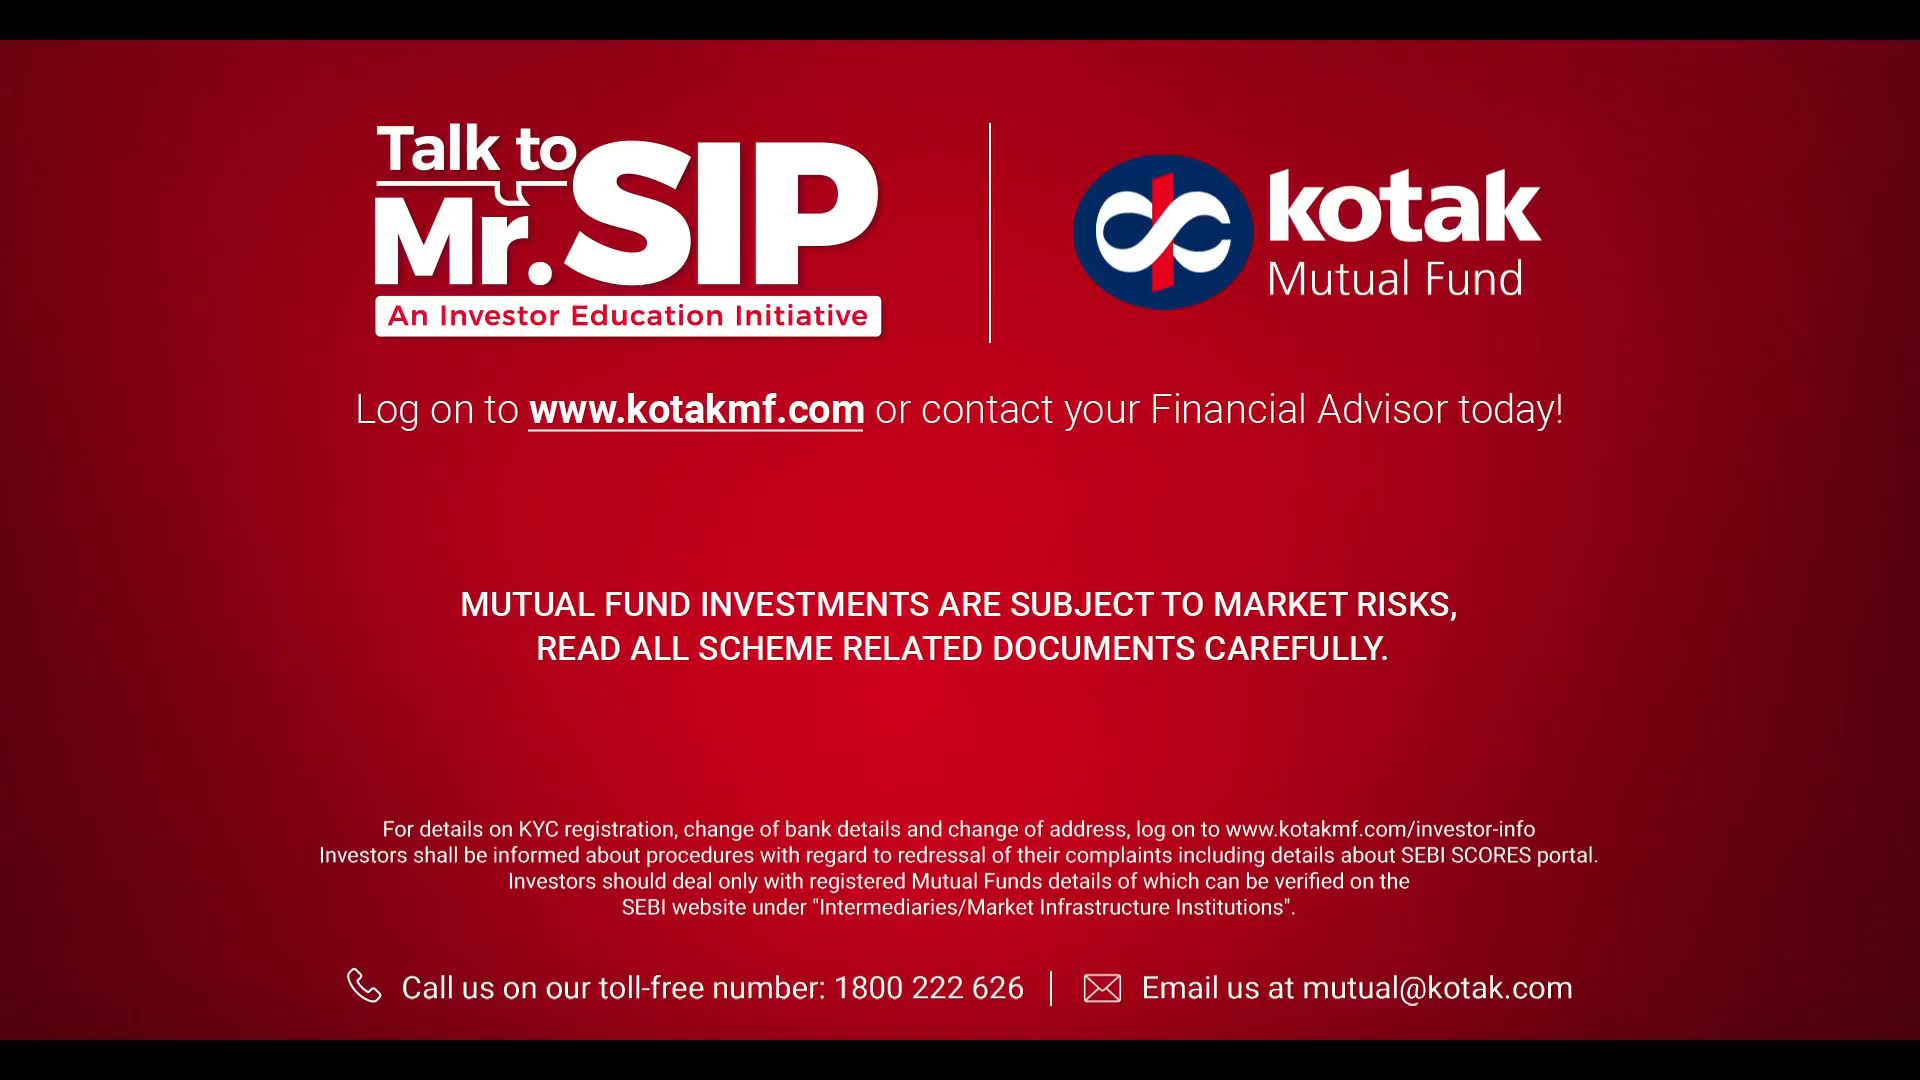 Talk to
Mr. SIP
An Investor Education Initiative
kotak
Mutual Fund
Log on to www.kotakmf.com or contact your Financial Advisor today!
MUTUAL FUND INVESTMENTS ARE SUBJECT TO MARKET RISKS,
READ ALL SCHEME RELATED DOCUMENTS CAREFULLY.
For details on KYC registration, change of bank details and change of address, log on to www.kotakmf.com/investor-info
Investors shall be informed about procedures with regard to redressal of their complaints including details about SEBI SCORES portal.
Investors should deal only with registered Mutual Funds details of which can be verified on the
SEBI website under "Intermediaries/Market Infrastructure Institutions".
Call us on our toll-free number: 1800 222 626 | Email us at mutual@kotak.com